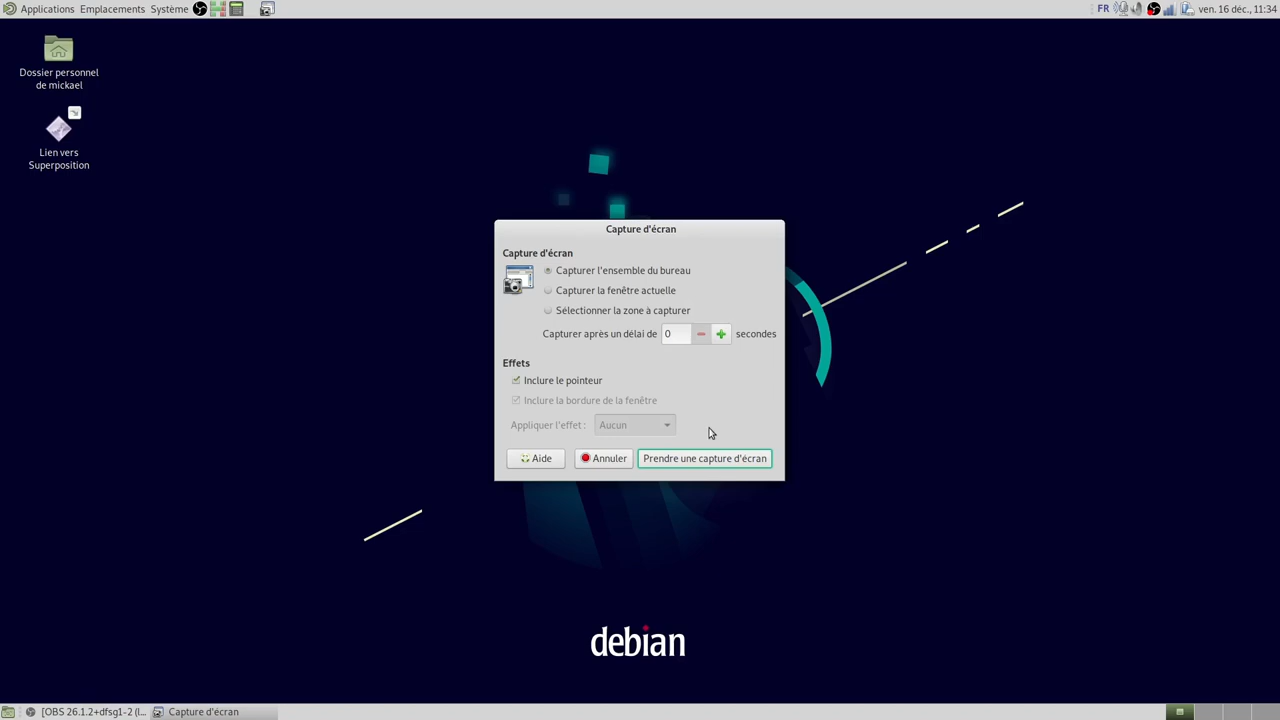 Applications Emplacements Système FR ven. 16 déc., 11:34
Dossier personnel
de mickael
Lien vers
Superposition
Capture d'écran
Capture d'écran
Capturer l'ensemble du bureau
Capturer la fenêtre actuelle
Sélectionner la zone à capturer
Capturer après un délai de 0 secondes
Effets
Inclure le pointeur
Inclure la bordure de la fenêtre
Appliquer l'effet : Aucun
Aide Annuler Prendre une capture d'écran
debian
[OBS 26.1.2+dfsg1-2 (l... Capture d'écran